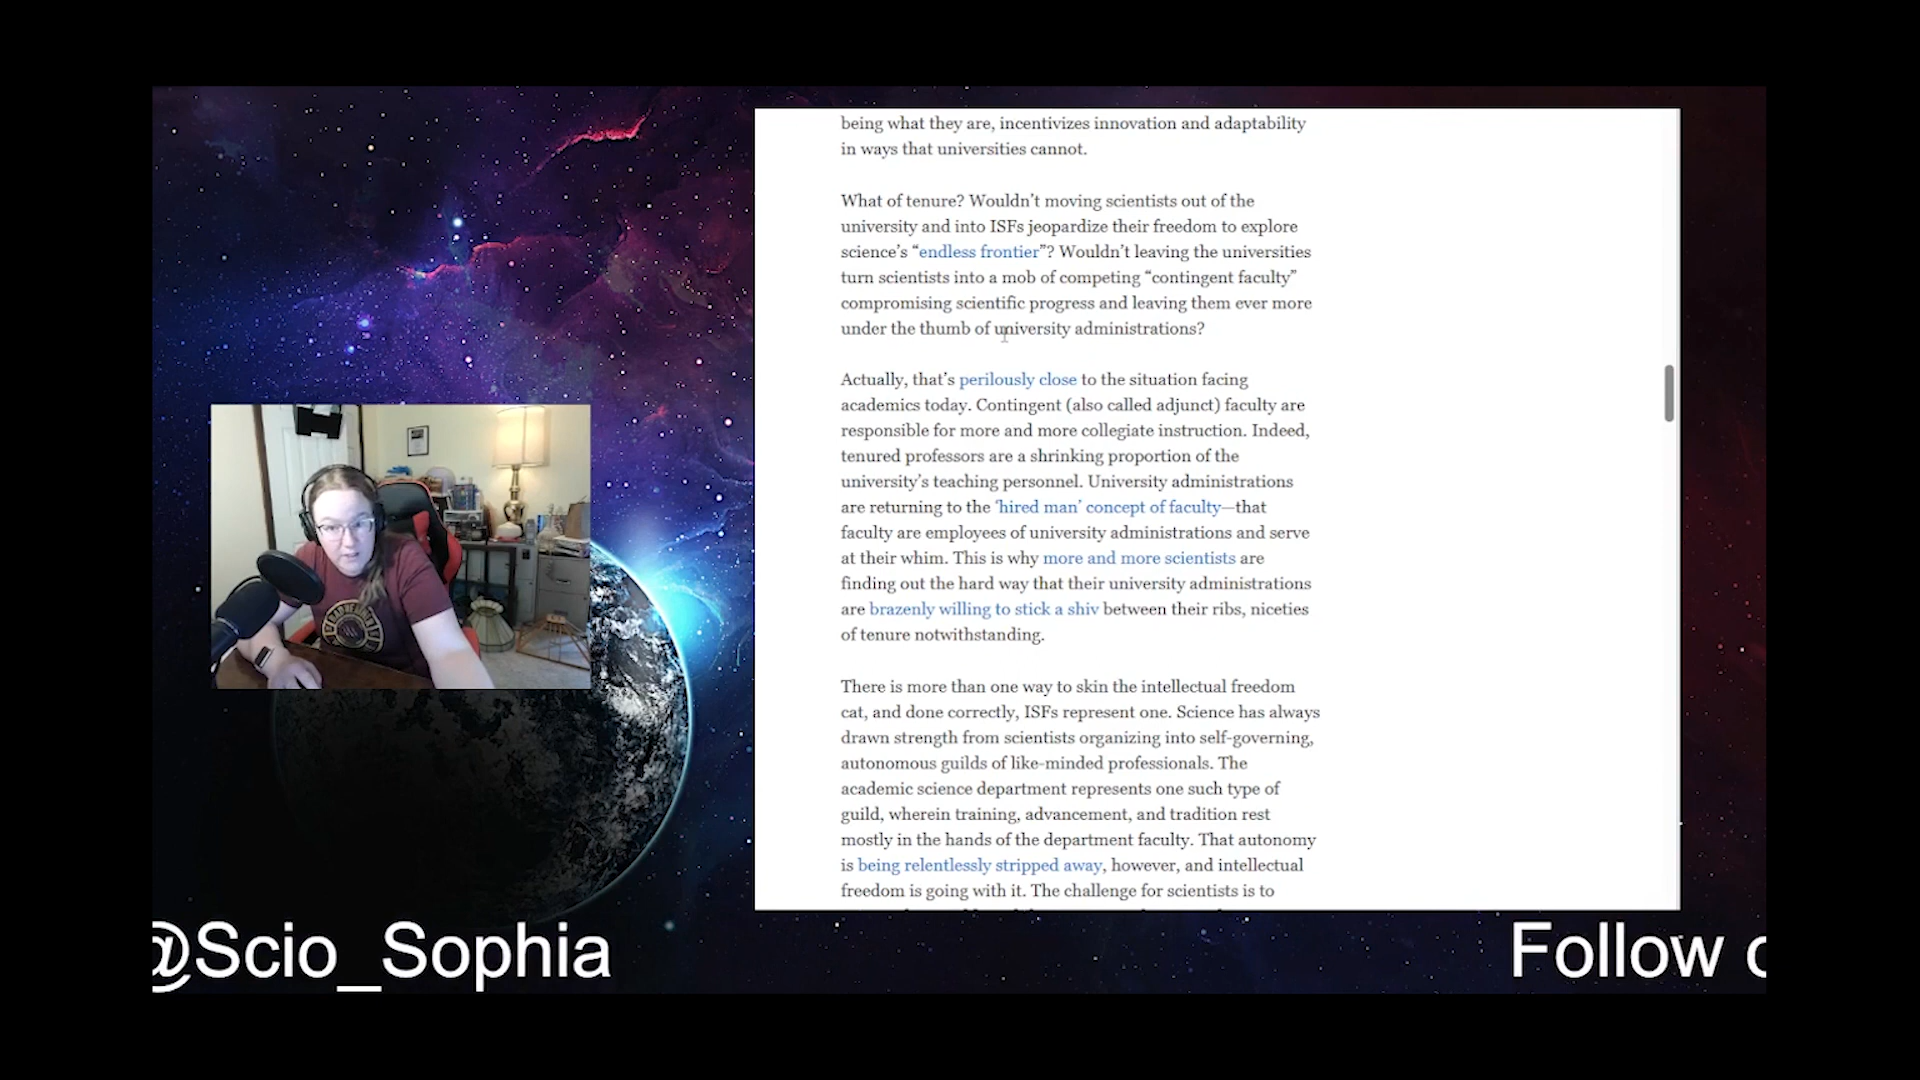 being what they are, incentivizes innovation and adaptability
in ways that universities cannot.
What of tenure? Wouldn’t moving scientists out of the
university and into ISFs jeopardize their freedom to explore
science’s “endless frontier”? Wouldn’t leaving the universities
turn scientists into a mob of competing “contingent faculty”
compromising scientific progress and leaving them ever more
under the thumb of university administrations?
Actually, that’s perilously close to the situation facing
academics today. Contingent (also called adjunct) faculty are
responsible for more and more collegiate instruction. Indeed,
tenured professors are a shrinking proportion of the
university’s teaching personnel. University administrations
are returning to the ‘hired man’ concept of faculty—that
faculty are employees of university administrations and serve
at their whim. This is why more and more scientists are
finding out the hard way that their university administrations
are brazenly willing to stick a shiv between their ribs, niceties
of tenure notwithstanding.
There is more than one way to skin the intellectual freedom
cat, and done correctly, ISFs represent one. Science has always
drawn strength from scientists organizing into self-governing,
autonomous guilds of like-minded professionals. The
academic science department represents one such type of
guild, wherein training, advancement, and tradition rest
mostly in the hands of the department faculty. That autonomy
is being relentlessly stripped away, however, and intellectual
freedom is going with it. The challenge for scientists is to
@Scio_Sophia
Follow